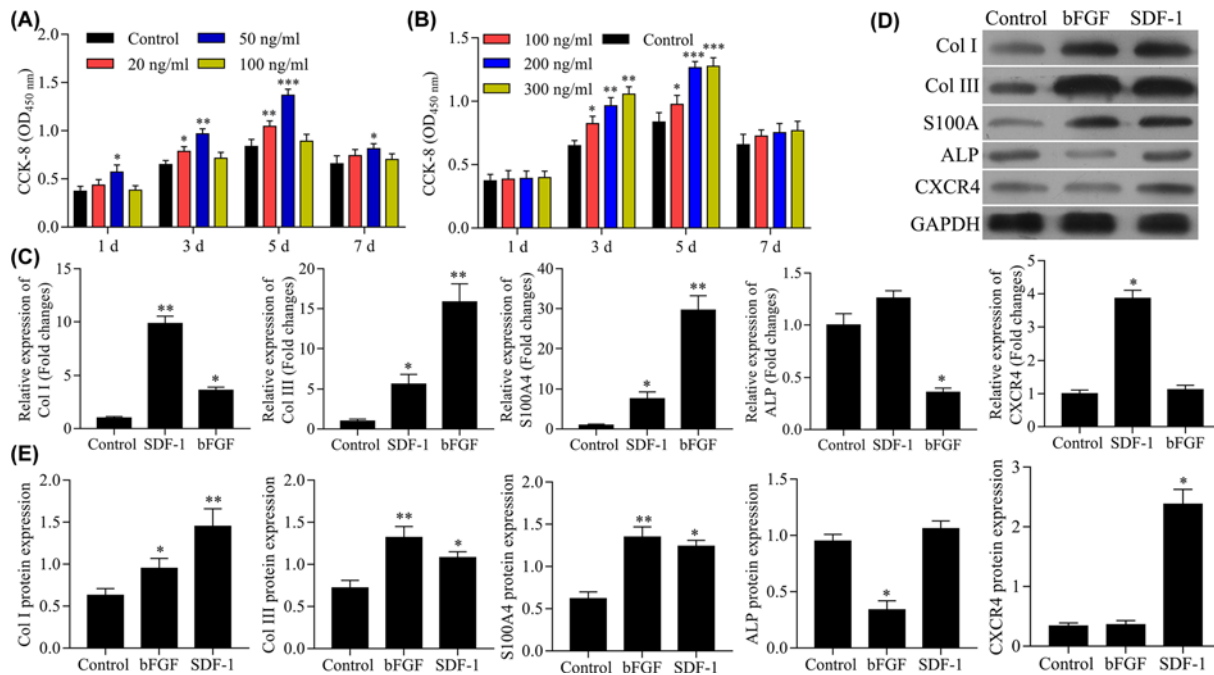 (A)
CCK-8 (OD450 nm)
2.0
1.5
1.0
0.5
0.0
Control
20 ng/ml
50 ng/ml
100 ng/ml
*
*
**
**
***
*
1 d
3 d
5 d
7 d
(B)
CCK-8 (OD450 nm)
1.5
1.0
0.5
0.0
100 ng/ml
200 ng/ml
300 ng/ml
Control
*
**
**
*
***
***
1 d
3 d
5 d
7 d
(D)
Control bFGF SDF-1
Col I
Col III
S100A
ALP
CXCR4
GAPDH
(C)
Relative expression of
Col I (Fold changes)
15
10
5
0
**
*
Control SDF-1 bFGF
Relative expression of
Col III (Fold changes)
20
15
10
5
0
*
**
Control SDF-1 bFGF
Relative expression of
S100A4 (Fold changes)
40
30
20
10
0
*
**
Control SDF-1 bFGF
Relative expression of
ALP (Fold changes)
1.5
1.0
0.5
0.0
*
Control SDF-1 bFGF
Relative expression of
CXCR4 (Fold changes)
5
4
3
2
1
0
*
Control SDF-1 bFGF
(E)
Col I protein expression
2.0
1.5
1.0
0.5
0.0
*
**
Control bFGF SDF-1
Col III protein expression
2.0
1.5
1.0
0.5
0.0
**
*
Control bFGF SDF-1
S100A4 protein expression
2.0
1.5
1.0
0.5
0.0
**
*
Control bFGF SDF-1
ALP protein expression
1.5
1.0
0.5
0.0
*
Control bFGF SDF-1
CXCR4 protein expression
3
2
1
0
*
Control bFGF SDF-1